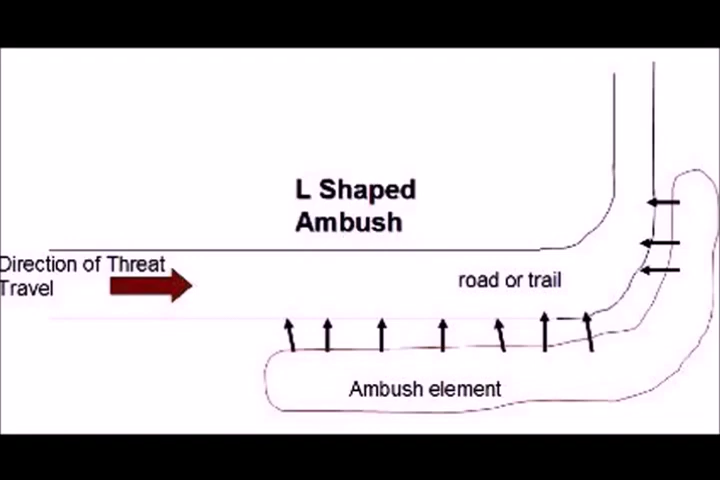 L Shaped
Ambush
Direction of Threat
Travel
road or trail
Ambush element